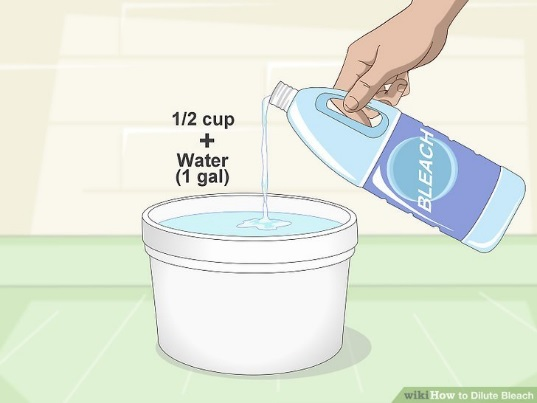 1/2 cup
+
Water
(1 gal)
BLEACH
wikiHow to Dilute Bleach